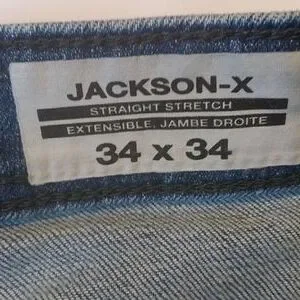 JACKSON-X
STRAIGHT STRETCH
EXTENSIBLE, JAMBE DROITE
34 x 34